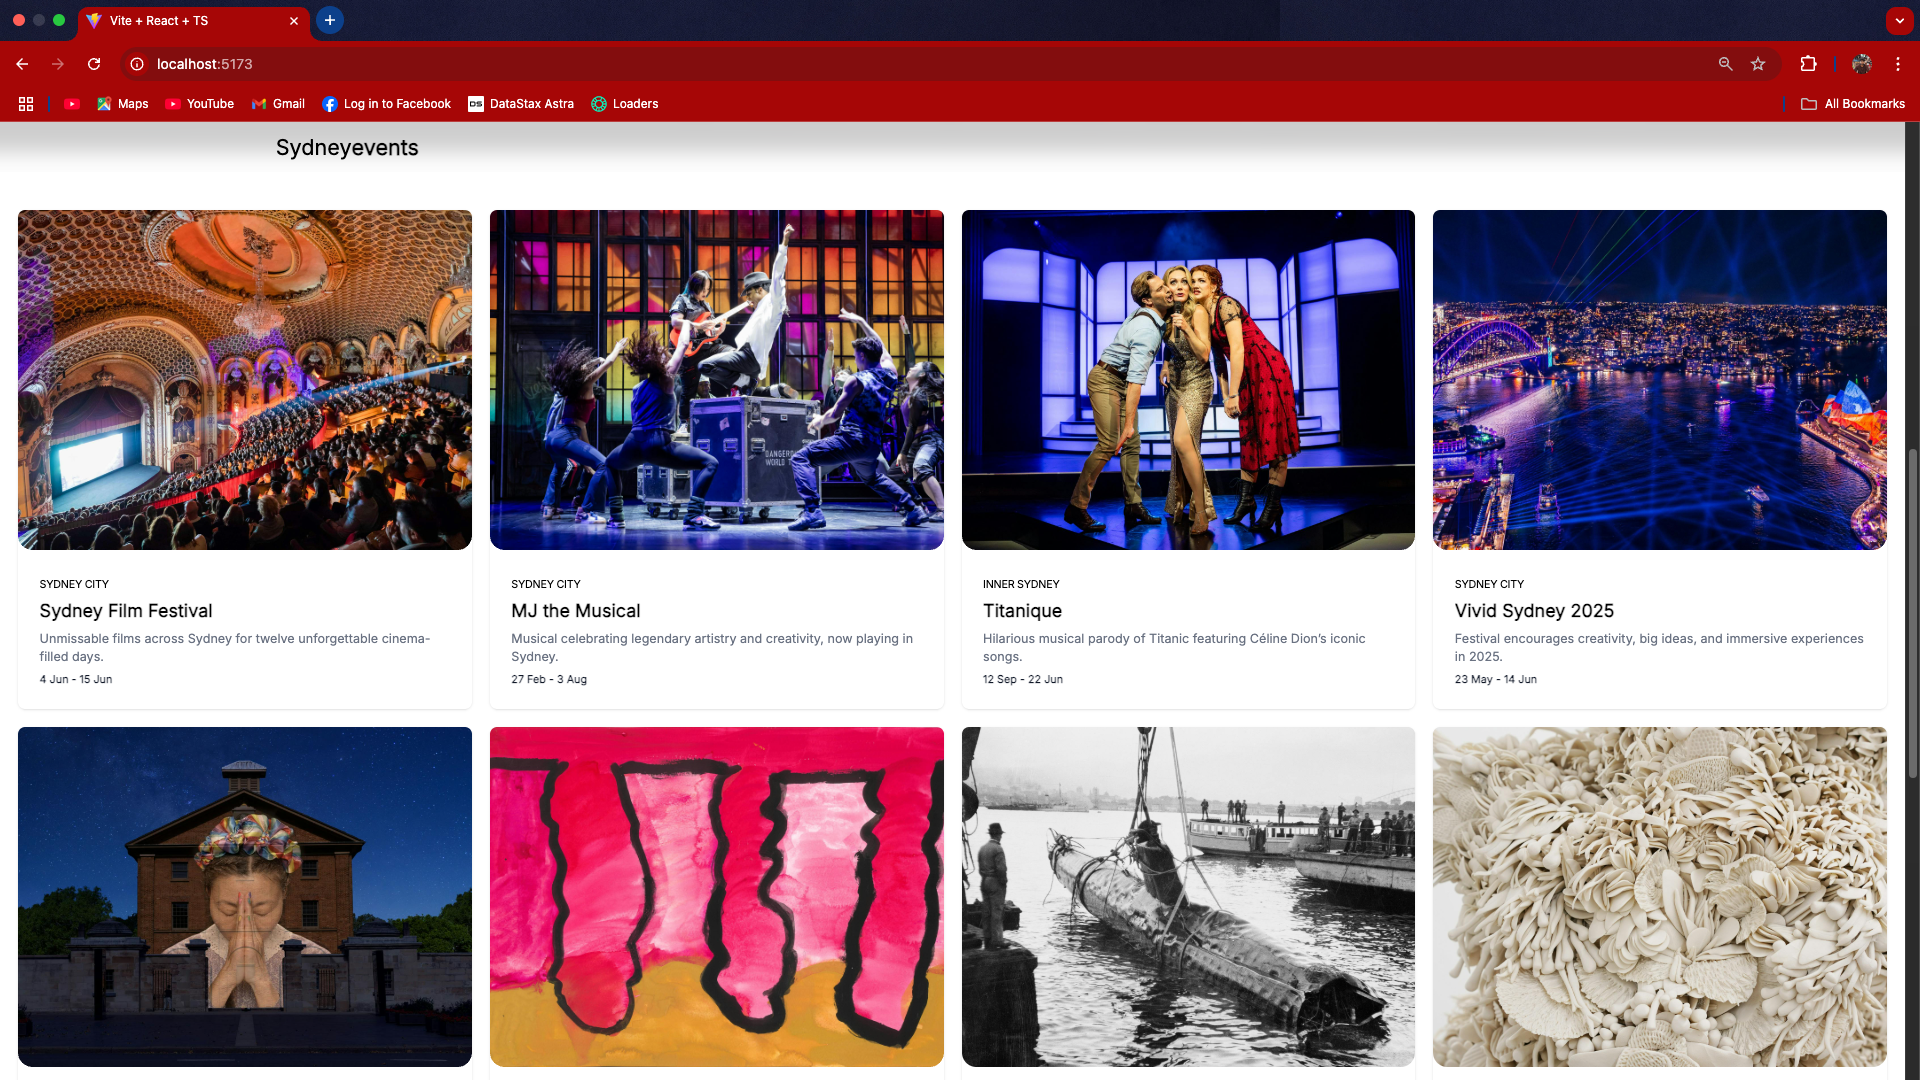 Vite + React + TS
localhost:5173
Maps
YouTube
Gmail
Log in to Facebook
DS
DataStax Astra
Loaders
All Bookmarks
Sydneyevents
SYDNEY CITY
Sydney Film Festival
Unmissable films across Sydney for twelve unforgettable cinema-
filled days.
4 Jun - 15 Jun
SYDNEY CITY
MJ the Musical
Musical celebrating legendary artistry and creativity, now playing in
Sydney.
27 Feb - 3 Aug
INNER SYDNEY
Titanique
Hilarious musical parody of Titanic featuring Céline Dion’s iconic
songs.
12 Sep - 22 Jun
SYDNEY CITY
Vivid Sydney 2025
Festival encourages creativity, big ideas, and immersive experiences
in 2025.
23 May - 14 Jun